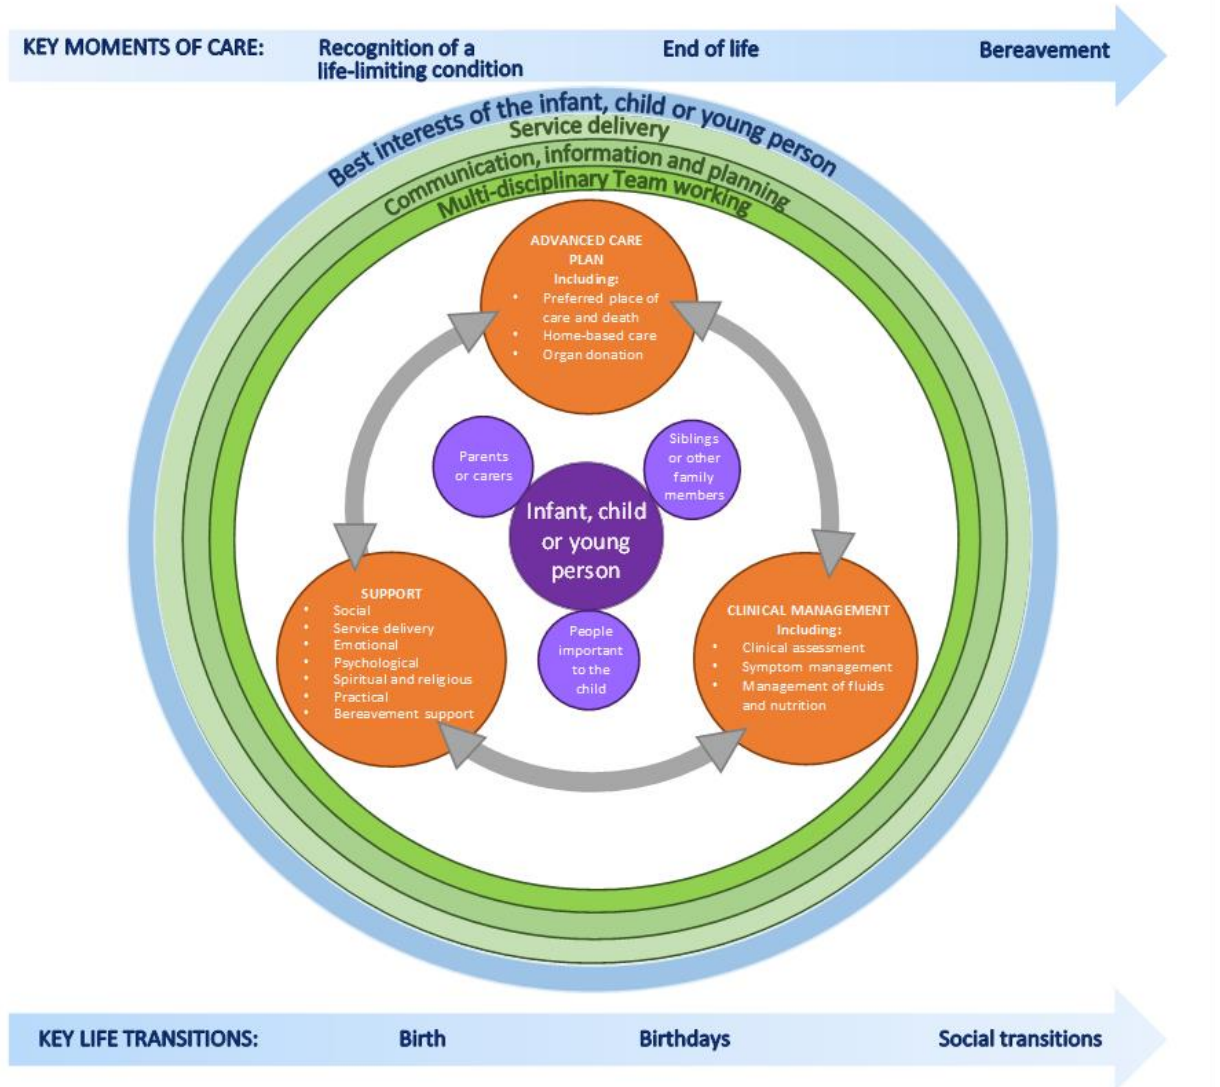 KEY MOMENTS OF CARE:
Recognition of a
life-limiting condition
End of life
Bereavement
Best interests of the infant, child or young person
Service delivery
Communication, information and planning
Multi-disciplinary Team working
ADVANCED CARE
PLAN
Including:
• Preferred place of
care and death
• Home-based care
• Organ donation
Parents
or carers
Siblings
or other
family
members
Infant, child
or young
person
People
important
to the
child
SUPPORT
• Social
• Service delivery
• Emotional
• Psychological
• Spiritual and religious
• Practical
• Bereavement support
CLINICAL MANAGEMENT
Including:
• Clinical assessment
• Symptom management
• Management of fluids
and nutrition
KEY LIFE TRANSITIONS:
Birth
Birthdays
Social transitions